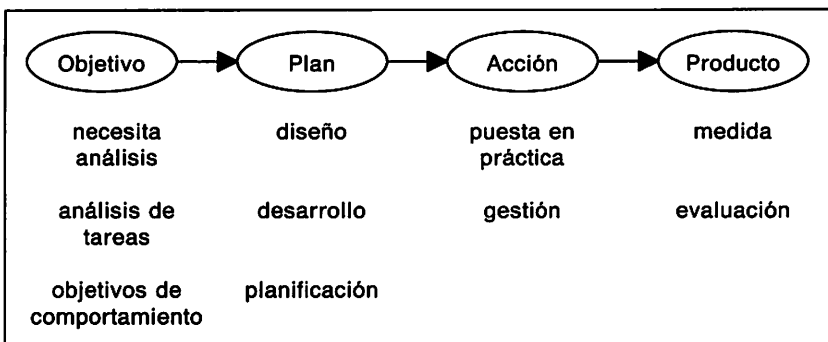 Objetivo Plan Acción Producto
necesita diseño puesta en medida
análisis práctica
análisis de desarrollo gestión evaluación
tareas
objetivos de planificación
comportamiento